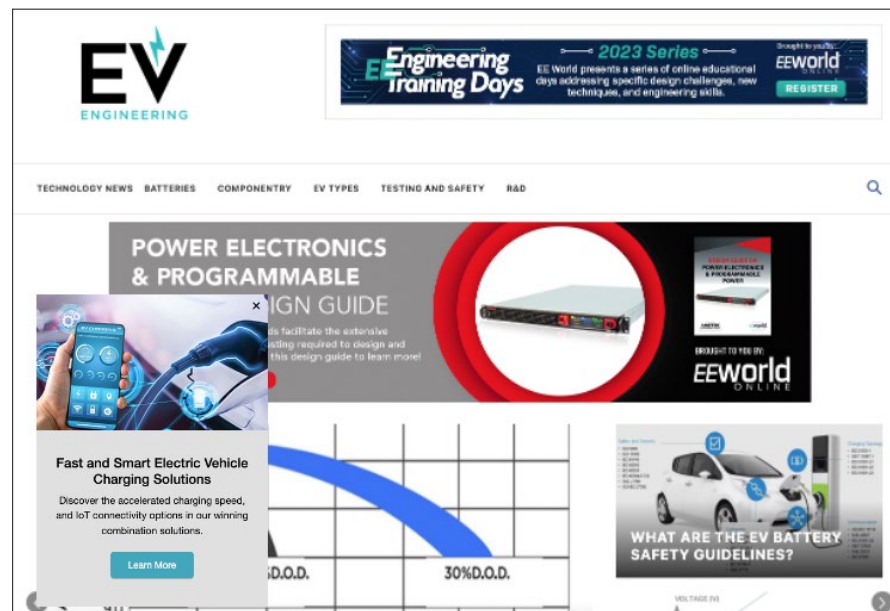 EV
ENGINEERING
EE Engineering
Training Days
2023 Series
EE World presents a series of online educational
days addressing specific design challenges, new
techniques, and engineering skills.
Brought to you by:
EEWORLD
ONLINE
REGISTER
TECHNOLOGY NEWS BATTERIES COMPONENTRY EV TYPES TESTING AND SAFETY R&D
POWER ELECTRONICS
& PROGRAMMABLE
IGN GUIDE
ds facilitate the extensive
sting required to design and
this design guide to learn more!
DESIGN GUIDE ON
POWER ELECTRONICS
& PROGRAMMABLE
POWER
BROUGHT TO YOU BY:
EEWORLD
ONLINE
×
Fast and Smart Electric Vehicle
Charging Solutions
Discover the accelerated charging speed,
and IoT connectivity options in our winning
combination solutions.
Learn More
%D.O.D.
30%D.O.D.
WHAT ARE THE EV BATTERY
SAFETY GUIDELINES?
VOLTAGE (V)